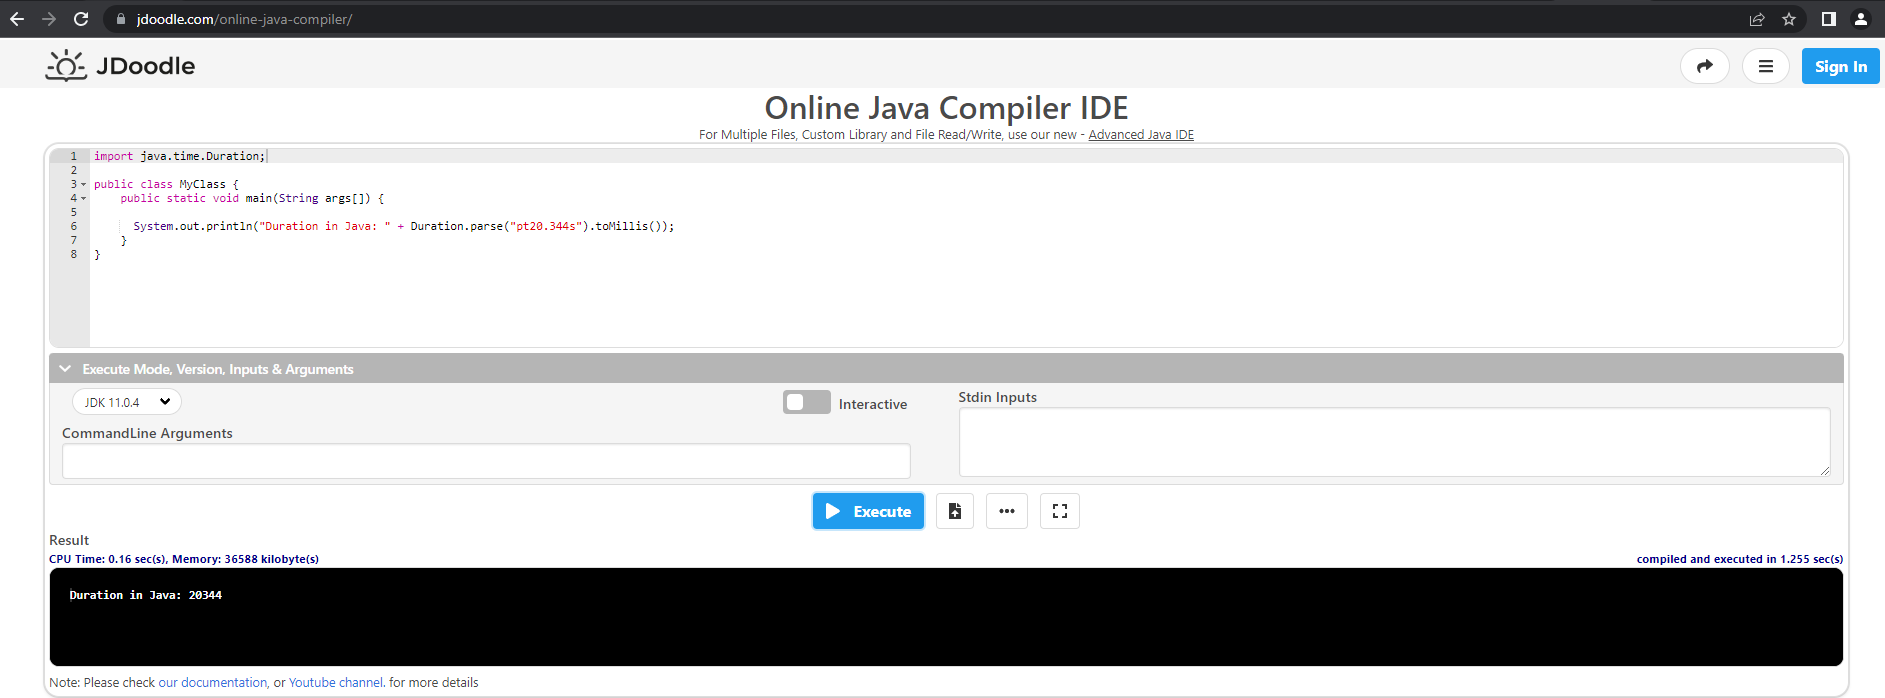 jdoodle.com/online-java-compiler/
JDoodle
Sign In
Online Java Compiler IDE
For Multiple Files, Custom Library and File Read/Write, use our new - Advanced Java IDE
1 import java.time.Duration;
2
3 public class MyClass {
4 public static void main(String args[]) {
5
6 System.out.println("Duration in Java: " + Duration.parse("pt20.344s").toMillis());
7 }
8 }
Execute Mode, Version, Inputs & Arguments
JDK 11.0.4
Interactive
Stdin Inputs
CommandLine Arguments
Execute
Result
CPU Time: 0.16 sec(s), Memory: 36588 kilobyte(s)
compiled and executed in 1.255 sec(s)
Duration in Java: 20344
Note: Please check our documentation, or Youtube channel. for more details